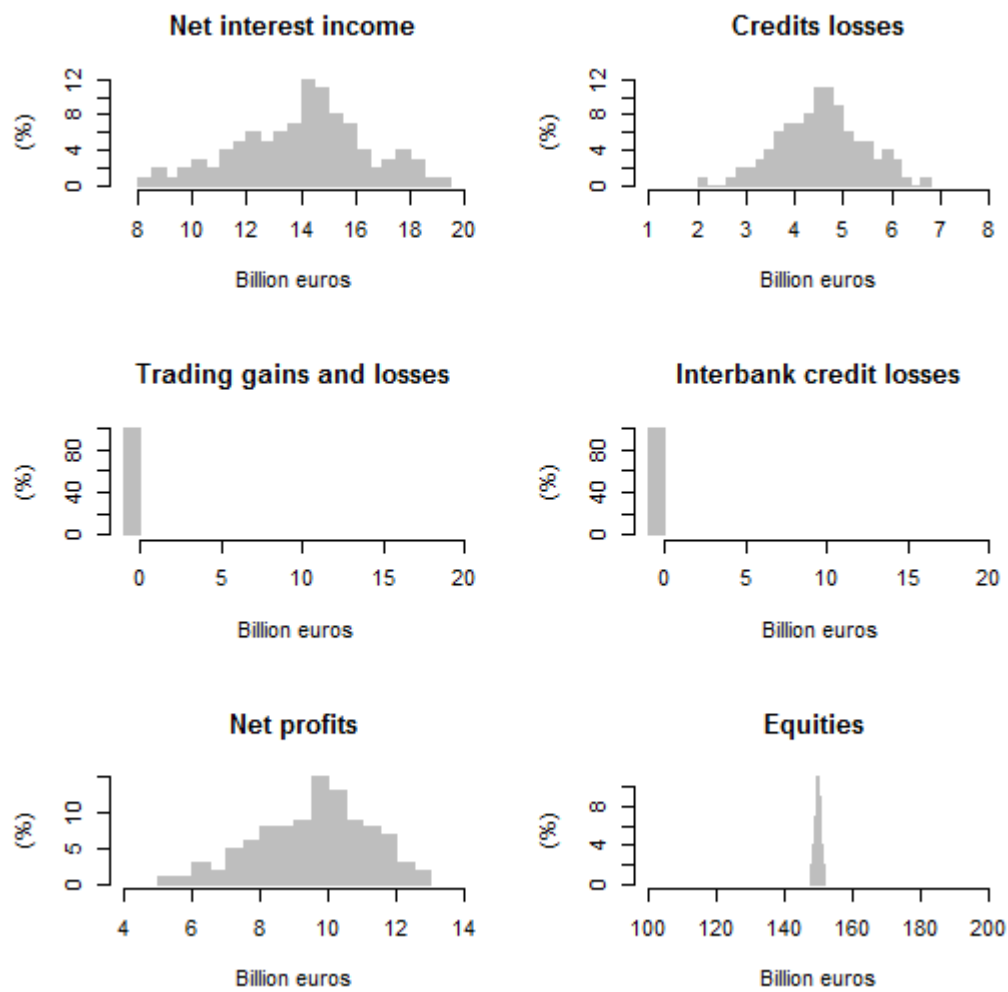 Net interest income
(%)
0 4 8 12
8 10 12 14 16 18 20
Billion euros
Credits losses
(%)
0 4 8 12
1 2 3 4 5 6 7 8
Billion euros
Trading gains and losses
(%)
0 40 80
0 5 10 15 20
Billion euros
Interbank credit losses
(%)
0 40 80
0 5 10 15 20
Billion euros
Net profits
(%)
0 5 10
4 6 8 10 12 14
Billion euros
Equities
(%)
0 4 8
100 120 140 160 180 200
Billion euros